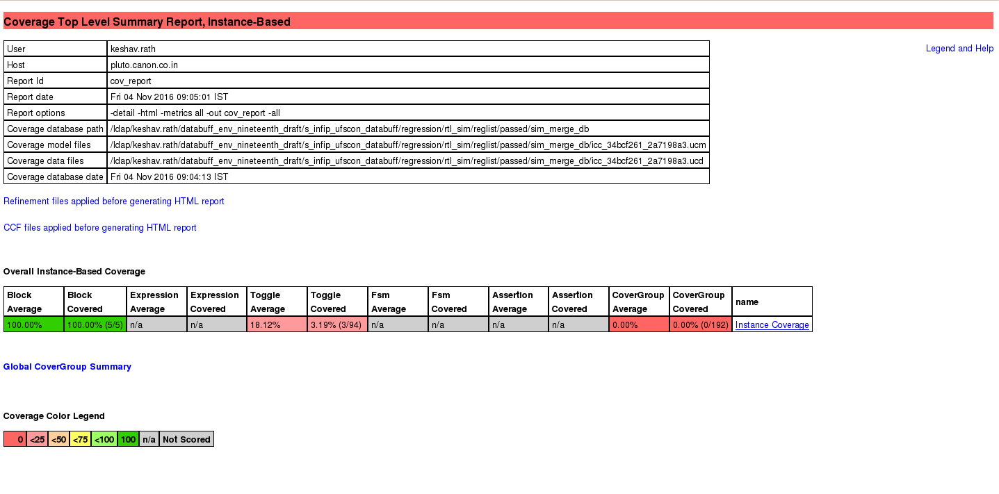 Coverage Top Level Summary Report, Instance-Based
Legend and Help
User keshav.rath
Host pluto.canon.co.in
Report Id cov_report
Report date Fri 04 Nov 2016 09:05:01 IST
Report options -detail -html -metrics all -out cov_report -all
Coverage database path /ldap/keshav.rath/databuff_env_nineteenth_draft/s_infip_ufscon_databuff/regression/rtl_sim/reglist/passed/sim_merge_db
Coverage model files /ldap/keshav.rath/databuff_env_nineteenth_draft/s_infip_ufscon_databuff/regression/rtl_sim/reglist/passed/sim_merge_db/icc_34bcf261_2a7198a3.ucm
Coverage data files /ldap/keshav.rath/databuff_env_nineteenth_draft/s_infip_ufscon_databuff/regression/rtl_sim/reglist/passed/sim_merge_db/icc_34bcf261_2a7198a3.ucd
Coverage database date Fri 04 Nov 2016 09:04:13 IST
Refinement files applied before generating HTML report
CCF files applied before generating HTML report
Overall Instance-Based Coverage
Block Block Expression Expression Toggle Toggle Fsm Fsm Assertion Assertion CoverGroup CoverGroup name
Average Covered Average Covered Average Covered Average Covered Average Covered Average Covered
100.00% 100.00% (5/5) n/a n/a 18.12% 3.19% (3/94) n/a n/a n/a n/a 0.00% 0.00% (0/192) Instance Coverage
Global CoverGroup Summary
Coverage Color Legend
0 <25 <50 <75 <100 100 n/a Not Scored